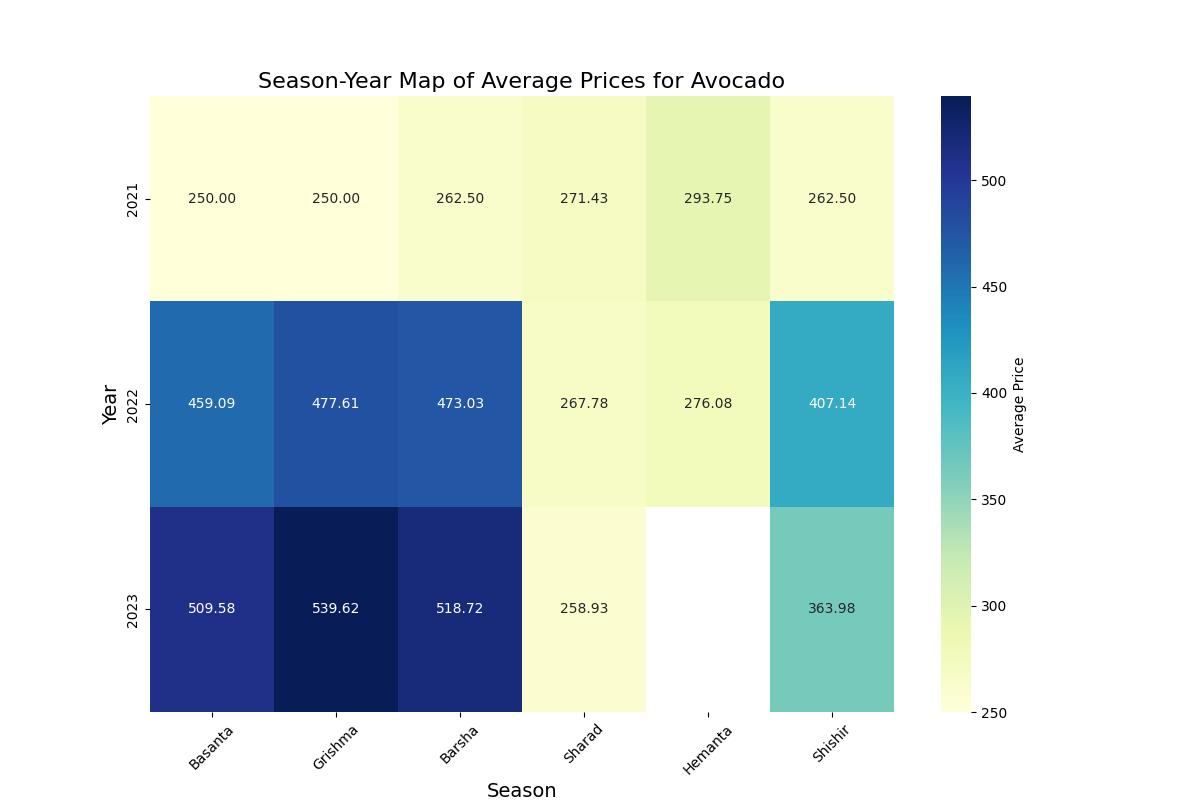 Season-Year Map of Average Prices for Avocado
2021 250.00 250.00 262.50 271.43 293.75 262.50
2022 459.09 477.61 473.03 267.78 276.08 407.14
2023 509.58 539.62 518.72 258.93 363.98
Year
Basanta Grishma Barsha Sharad Hemanta Shishir
Season
500
450
400
350
300
250
Average Price